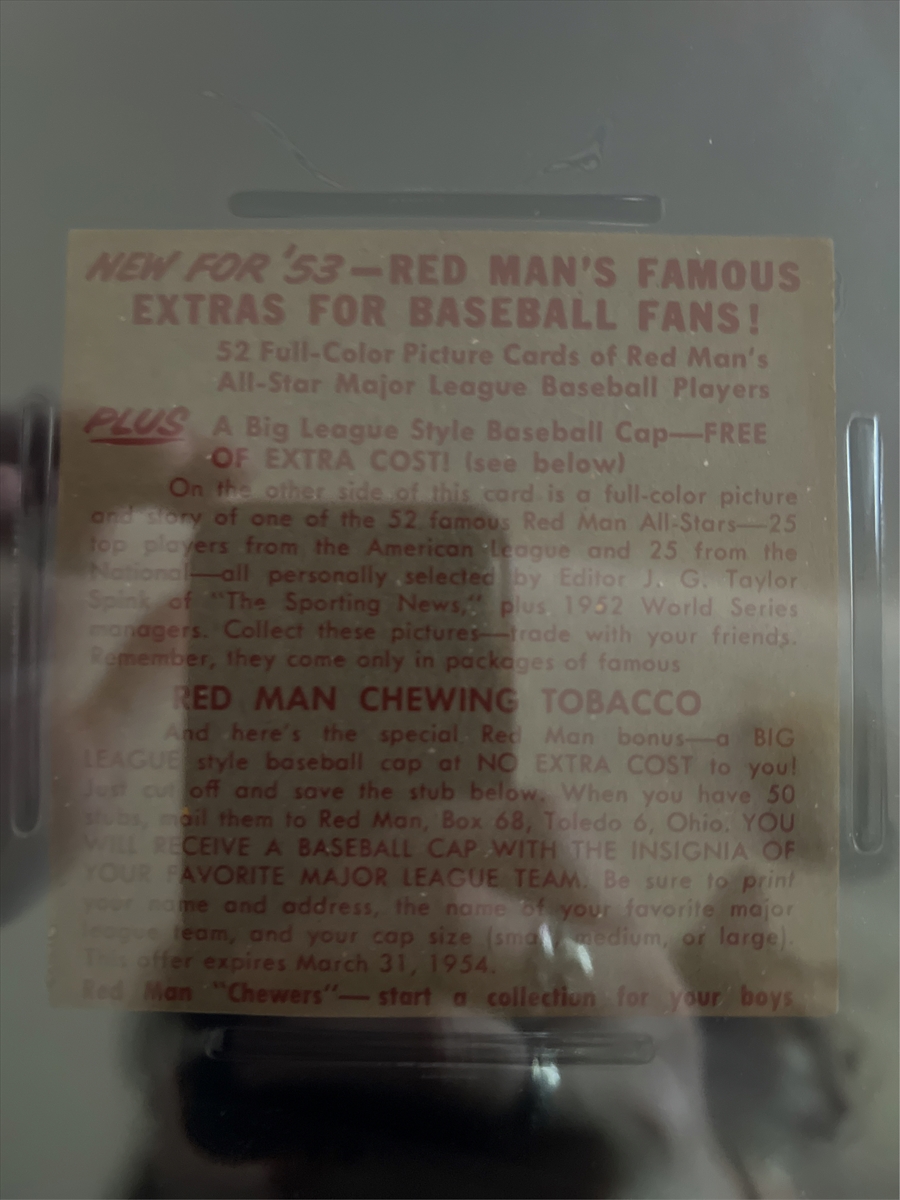 NEW FOR '53—RED MAN'S FAMOUS
EXTRAS FOR BASEBALL FANS!
52 Full-Color Picture Cards of Red Man's
All-Star Major League Baseball Players
PLUS A Big League Style Baseball Cap—FREE
OF EXTRA COST! (see below)
On the other side of this card is a full-color picture
and story of one of the 52 famous Red Man All-Stars—25
top players from the American League and 25 from the
National—all personally selected by Editor J. G. Taylor
Spink of "The Sporting News," plus 1952 World Series
managers. Collect these pictures—trade with your friends.
Remember, they come only in packages of famous
RED MAN CHEWING TOBACCO
And here's the special Red Man bonus—a BIG
LEAGUE style baseball cap at NO EXTRA COST to you!
Just cut off and save the stub below. When you have 50
stubs, mail them to Red Man, Box 68, Toledo 6, Ohio. YOU
WILL RECEIVE A BASEBALL CAP WITH THE INSIGNIA OF
YOUR FAVORITE MAJOR LEAGUE TEAM. Be sure to print
your name and address, the name of your favorite major
league team, and your cap size (small, medium, or large).
This offer expires March 31, 1954.
Red Man "Chewers"—start a collection for your boys